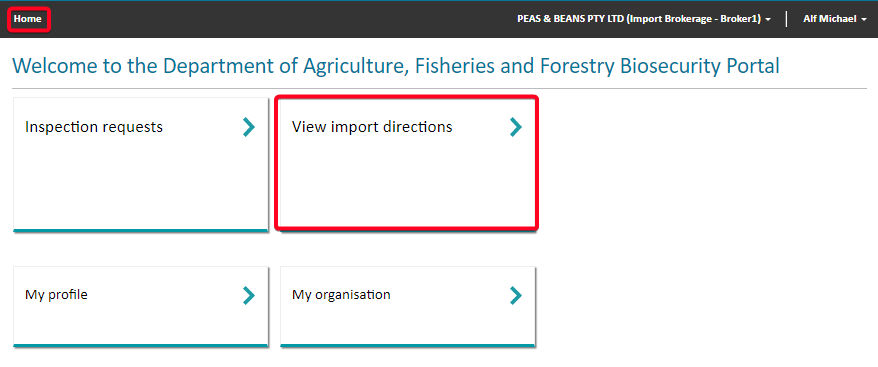 Home
PEAS & BEANS PTY LTD (Import Brokerage - Broker1)
Alf Michael
Welcome to the Department of Agriculture, Fisheries and Forestry Biosecurity Portal
Inspection requests
View import directions
My profile
My organisation